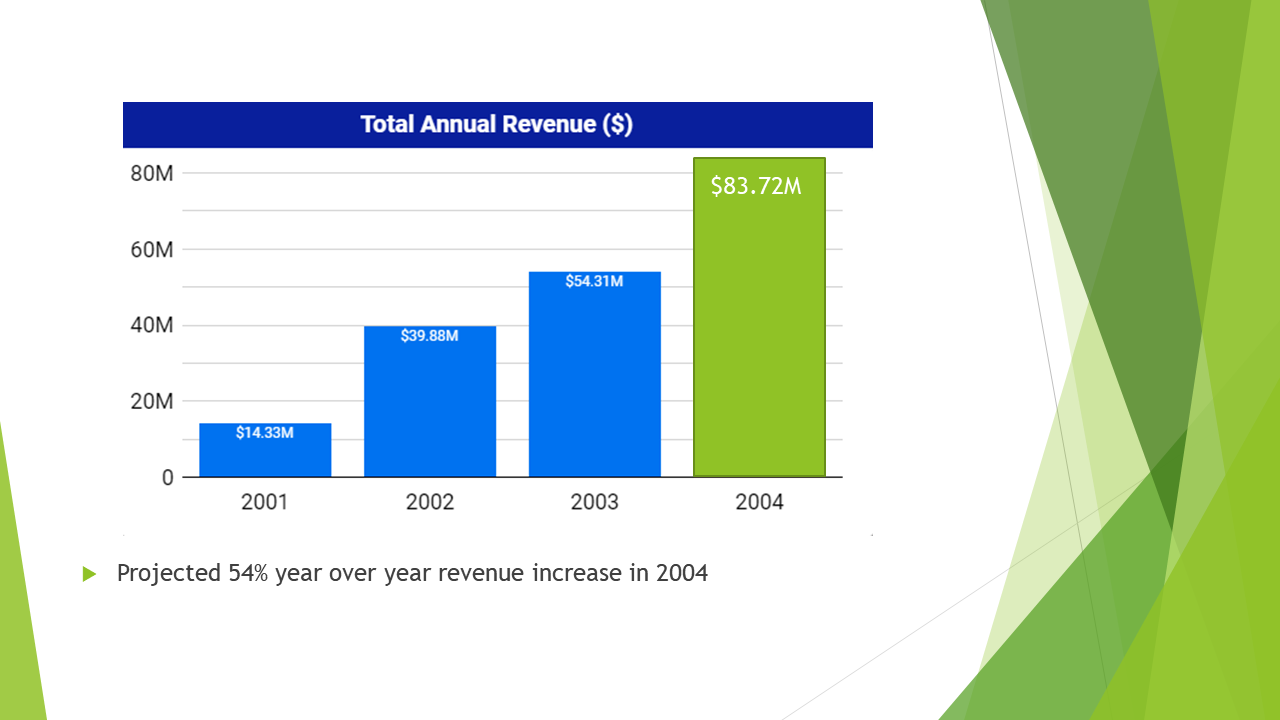 Total Annual Revenue ($)
80M
$83.72M
60M
$54.31M
40M
$39.88M
20M
$14.33M
0
2001 2002 2003 2004
Projected 54% year over year revenue increase in 2004